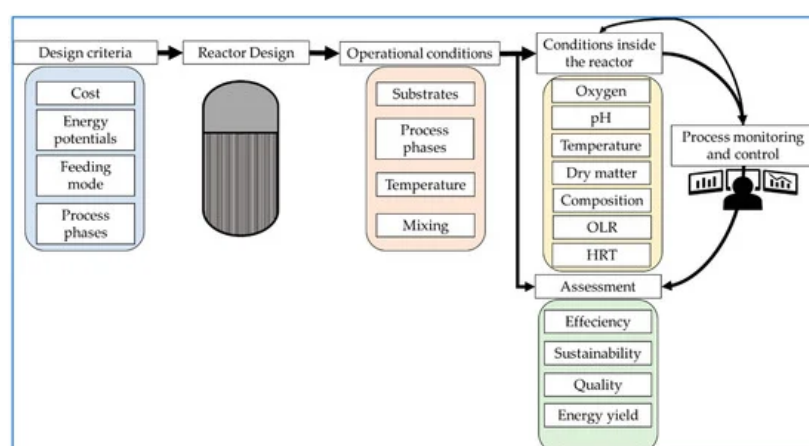 Design criteria
Cost
Energy
potentials
Feeding
mode
Process
phases
Reactor Design
Operational conditions
Substrates
Process
phases
Temperature
Mixing
Conditions inside
the reactor
Oxygen
pH
Temperature
Dry matter
Composition
OLR
HRT
Process monitoring
and control
Assessment
Effeciency
Sustainability
Quality
Energy yield